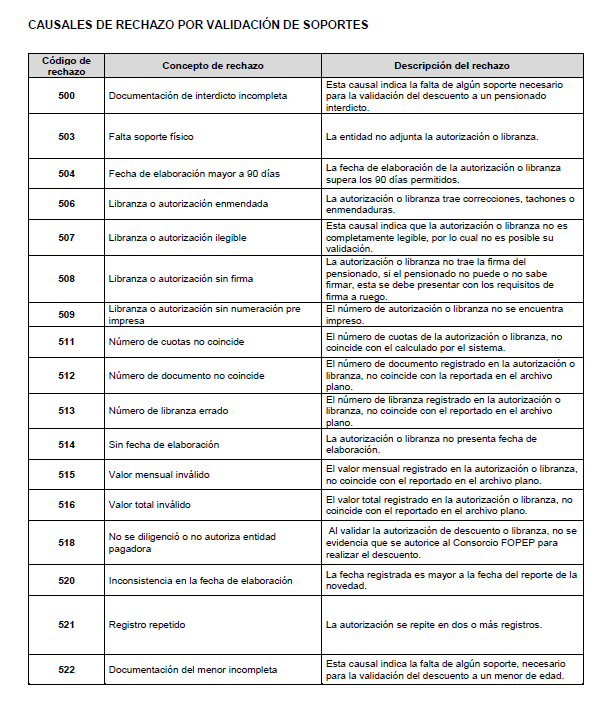 CAUSALES DE RECHAZO POR VALIDACIÓN DE SOPORTES
Código de
rechazo
Concepto de rechazo
Descripción del rechazo
500
Documentación de interdicto incompleta
Esta causal indica la falta de algún soporte necesario
para la validación del descuento a un pensionado
interdicto.
503
Falta soporte físico
La entidad no adjunta la autorización o libranza.
504
Fecha de elaboración mayor a 90 días
La fecha de elaboración de la autorización o libranza
supera los 90 días permitidos.
506
Libranza o autorización enmendada
La autorización o libranza trae correcciones, tachones o
enmendaduras.
507
Libranza o autorización ilegible
Esta causal indica que la autorización o libranza no es
completamente legible, por lo cual no es posible su
validación.
508
Libranza o autorización sin firma
La autorización o libranza no trae la firma del
pensionado, si el pensionado no puede o no sabe
firmar, esta se debe presentar con los requisitos de
firma a ruego.
509
Libranza o autorización sin numeración pre
impresa
El número de autorización o libranza no se encuentra
impreso.
511
Número de cuotas no coincide
El número de cuotas de la autorización o libranza, no
coincide con el calculado por el sistema.
512
Número de documento no coincide
El número de documento registrado en la autorización o
libranza, no coincide con la reportada en el archivo
plano.
513
Número de libranza errado
El número de libranza registrado en la autorización o
libranza, no coincide con el reportado en el archivo
plano.
514
Sin fecha de elaboración
La autorización o libranza no presenta fecha de
elaboración.
515
Valor mensual inválido
El valor mensual registrado en la autorización o libranza,
no coincide con el reportado en el archivo plano.
516
Valor total inválido
El valor total registrado en la autorización o libranza, no
coincide con el reportado en el archivo plano.
518
No se diligenció o no autoriza entidad
pagadora
Al validar la autorización de descuento o libranza, no se
evidencia que se autorice al Consorcio FOPEP para
realizar el descuento.
520
Inconsistencia en la fecha de elaboración
La fecha registrada es mayor a la fecha del reporte de la
novedad.
521
Registro repetido
La autorización se repite en dos o más registros.
522
Documentación del menor incompleta
Esta causal indica la falta de algún soporte, necesario
para la validación del descuento a un menor de edad.